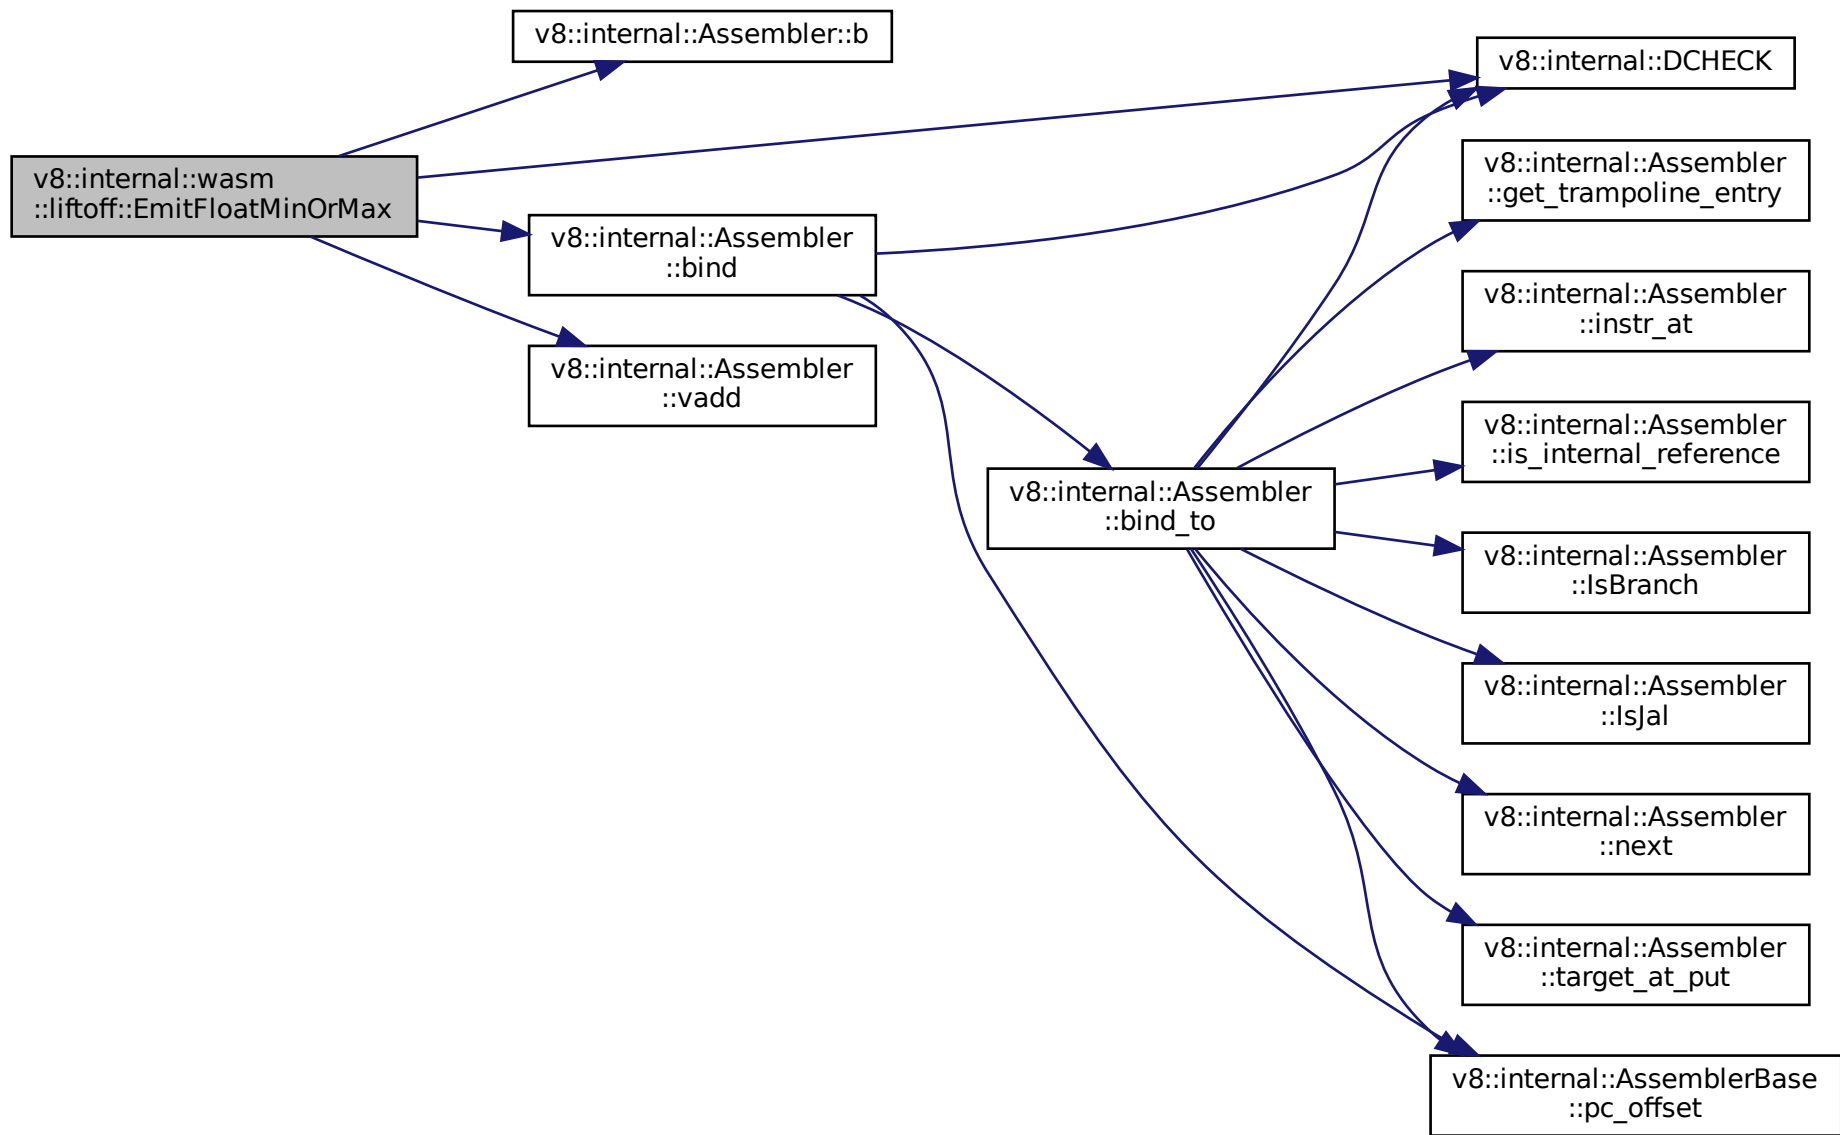 v8::internal::wasm
::liftoff::EmitFloatMinOrMax
v8::internal::Assembler::b
v8::internal::Assembler
::bind
v8::internal::Assembler
::vadd
v8::internal::Assembler
::bind_to
v8::internal::DCHECK
v8::internal::Assembler
::get_trampoline_entry
v8::internal::Assembler
::instr_at
v8::internal::Assembler
::is_internal_reference
v8::internal::Assembler
::IsBranch
v8::internal::Assembler
::IsJal
v8::internal::Assembler
::next
v8::internal::Assembler
::target_at_put
v8::internal::AssemblerBase
::pc_offset